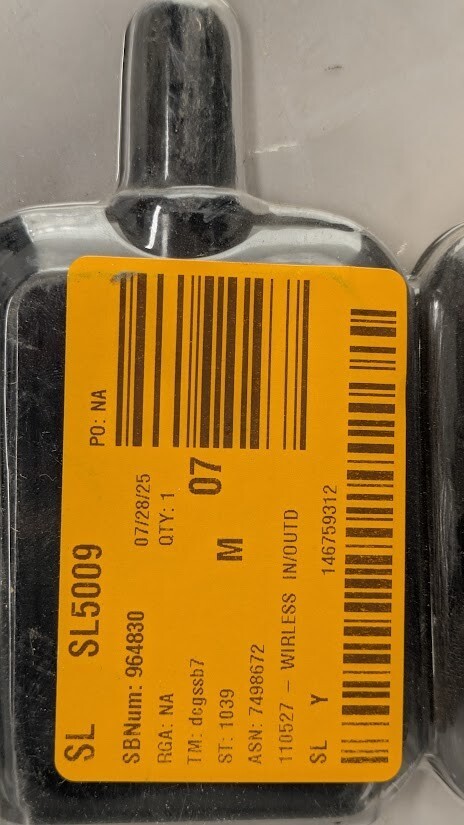 SL SL5009 PO: NA
SBNum: 964830 07/28/25
RGA: NA QTY: 1
TM: dcgssb7 07
ST: 1039 M
ASN: 7498672
110527 - WIRLESS IN/OUTD
SL Y 146759312